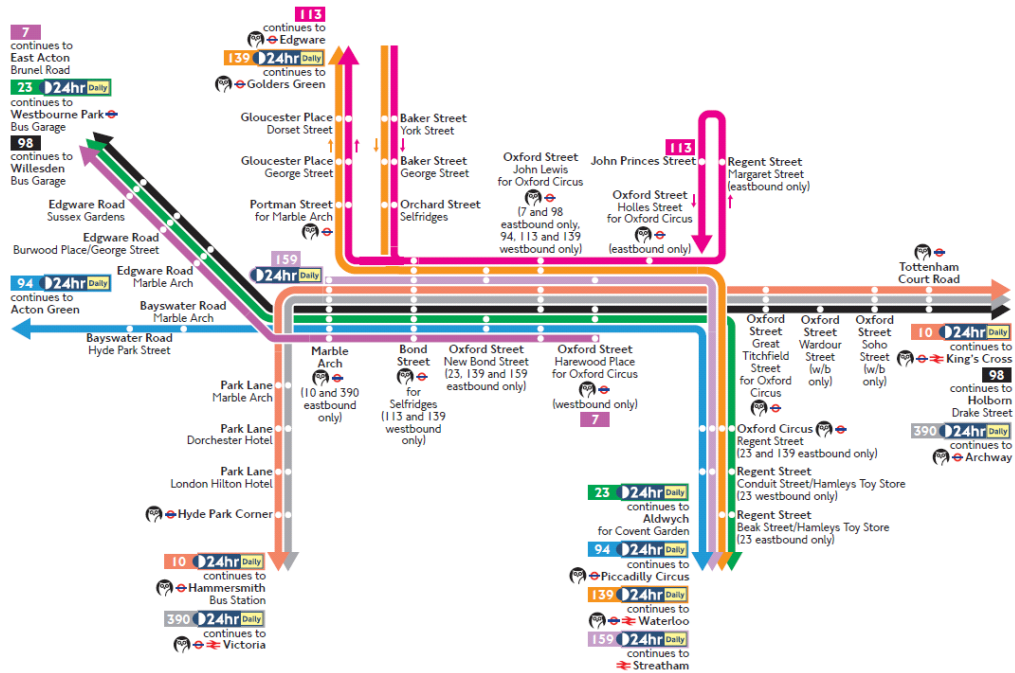 7
continues to
East Acton
Brunel Road
23 24hr Daily
continues to
Westbourne Park
Bus Garage
98
continues to
Willesden
Bus Garage
113
continues to
Edgware
139 24hr Daily
continues to
Golders Green
Gloucester Place
Dorset Street
Gloucester Place
George Street
Portman Street
for Marble Arch
Baker Street
York Street
Baker Street
George Street
Orchard Street
Selfridges
Oxford Street
John Lewis
for Oxford Circus
(7 and 98
eastbound only,
94, 113 and 139
westbound only)
113
John Princes Street
Oxford Street
Holles Street
for Oxford Circus
(eastbound only)
Regent Street
Margaret Street
(eastbound only)
Tottenham
Court Road
Edgware Road
Sussex Gardens
Edgware Road
Burwood Place/George Street
Edgware Road
Marble Arch
159
24hr Daily
94 24hr Daily
continues to
Acton Green
Bayswater Road
Marble Arch
Bayswater Road
Hyde Park Street
Marble
Arch
(10 and 390
eastbound
only)
Bond
Street
for
Selfridges
(113 and 139
westbound
only)
Oxford Street
New Bond Street
(23, 139 and 159
eastbound only)
Oxford Street
Harewood Place
for Oxford Circus
(westbound only)
7
Oxford
Street
Great
Titchfield
Street
for Oxford
Circus
Oxford
Street
Wardour
Street
(w/b
only)
Oxford
Street
Soho
Street
(w/b
only)
10 24hr Daily
continues to
King's Cross
98
continues to
Holborn
Drake Street
390 24hr Daily
continues to
Archway
Park Lane
Marble Arch
Park Lane
Dorchester Hotel
Park Lane
London Hilton Hotel
Hyde Park Corner
Oxford Circus
Regent Street
(23 and 139 eastbound only)
Regent Street
Conduit Street/Hamleys Toy Store
(23 westbound only)
Regent Street
Beak Street/Hamleys Toy Store
(23 eastbound only)
10 24hr Daily
continues to
Hammersmith
Bus Station
390 24hr Daily
continues to
Victoria
23 24hr Daily
continues to
Aldwych
for Covent Garden
94 24hr Daily
continues to
Piccadilly Circus
139 24hr Daily
continues to
Waterloo
159 24hr Daily
continues to
Streatham